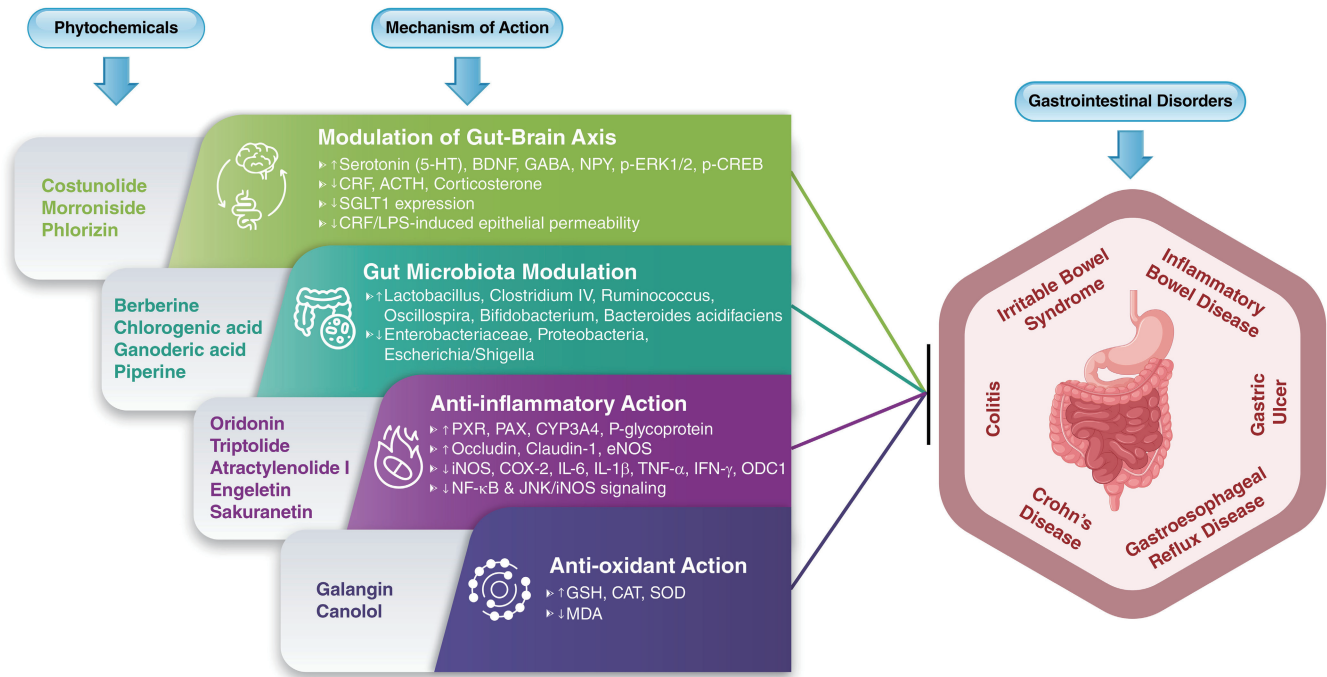 Phytochemicals
Mechanism of Action
Gastrointestinal Disorders
Costunolide
Morroniside
Phlorizin
Modulation of Gut-Brain Axis
↑Serotonin (5-HT), BDNF, GABA, NPY, p-ERK1/2, p-CREB
↓CRF, ACTH, Corticosterone
↓SGLT1 expression
↓CRF/LPS-induced epithelial permeability
Berberine
Chlorogenic acid
Ganoderic acid
Piperine
Gut Microbiota Modulation
↑Lactobacillus, Clostridium IV, Ruminococcus,
Oscillospira, Bifidobacterium, Bacteroides acidifaciens
↓Enterobacteriaceae, Proteobacteria,
Escherichia/Shigella
Oridonin
Triptolide
Atractylenolide I
Engeletin
Sakuranetin
Anti-inflammatory Action
↑PXR, PAX, CYP3A4, P-glycoprotein
↑Occludin, Claudin-1, eNOS
↓iNOS, COX-2, IL-6, IL-1β, TNF-α, IFN-γ, ODC1
↓NF-κB & JNK/iNOS signaling
Galangin
Canolol
Anti-oxidant Action
↑GSH, CAT, SOD
↓MDA
Irritable Bowel
Syndrome
Inflammatory
Bowel Disease
Colitis
Gastric
Ulcer
Crohn's
Disease
Gastroesophageal
Reflux Disease